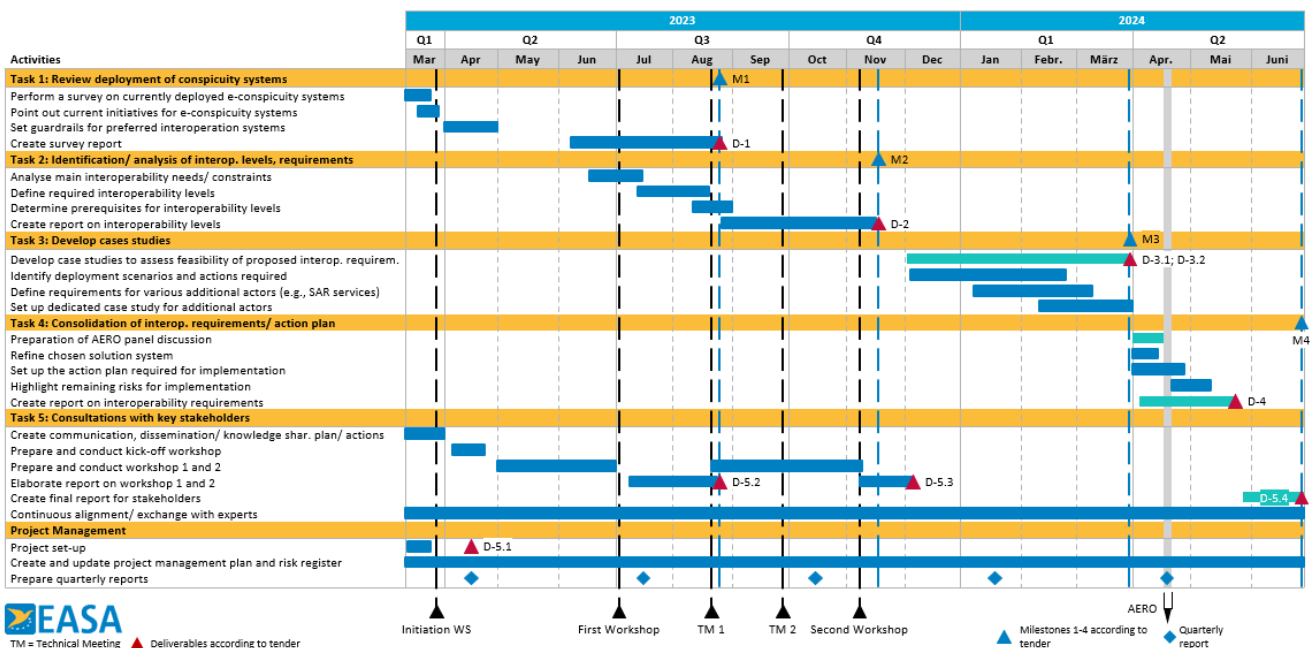 2023 2024
Q1 Q2 Q3 Q4 Q1 Q2
Activities Mar Apr May Jun Jul Aug Sep Oct Nov Dec Jan Febr. März Apr. Mai Juni
Task 1: Review deployment of conspicuity systems M1
Perform a survey on currently deployed e-conspicuity systems
Point out current initiatives for e-conspicuity systems
Set guardrails for preferred interoperation systems
Create survey report D-1
Task 2: Identification/ analysis of interop. levels, requirements M2
Analyse main interoperability needs/ constraints
Define required interoperability levels
Determine prerequisites for interoperability levels
Create report on interoperability levels D-2
Task 3: Develop cases studies M3
Develop case studies to assess feasibility of proposed interop. requirem. D-3.1; D-3.2
Identify deployment scenarios and actions required
Define requirements for various additional actors (e.g., SAR services)
Set up dedicated case study for additional actors
Task 4: Consolidation of interop. requirements/ action plan
Preparation of AERO panel discussion M4
Refine chosen solution system
Set up the action plan required for implementation
Highlight remaining risks for implementation
Create report on interoperability requirements D-4
Task 5: Consultations with key stakeholders
Create communication, dissemination/ knowledge shar. plan/ actions
Prepare and conduct kick-off workshop
Prepare and conduct workshop 1 and 2
Elaborate report on workshop 1 and 2 D-5.2 D-5.3
Create final report for stakeholders D-5.4
Continuous alignment/ exchange with experts
Project Management
Project set-up D-5.1
Create and update project management plan and risk register
Prepare quarterly reports
EASA
TM = Technical Meeting Deliverables according to tender
Initiation WS First Workshop TM 1 TM 2 Second Workshop AERO
Milestones 1-4 according to tender
Quarterly report